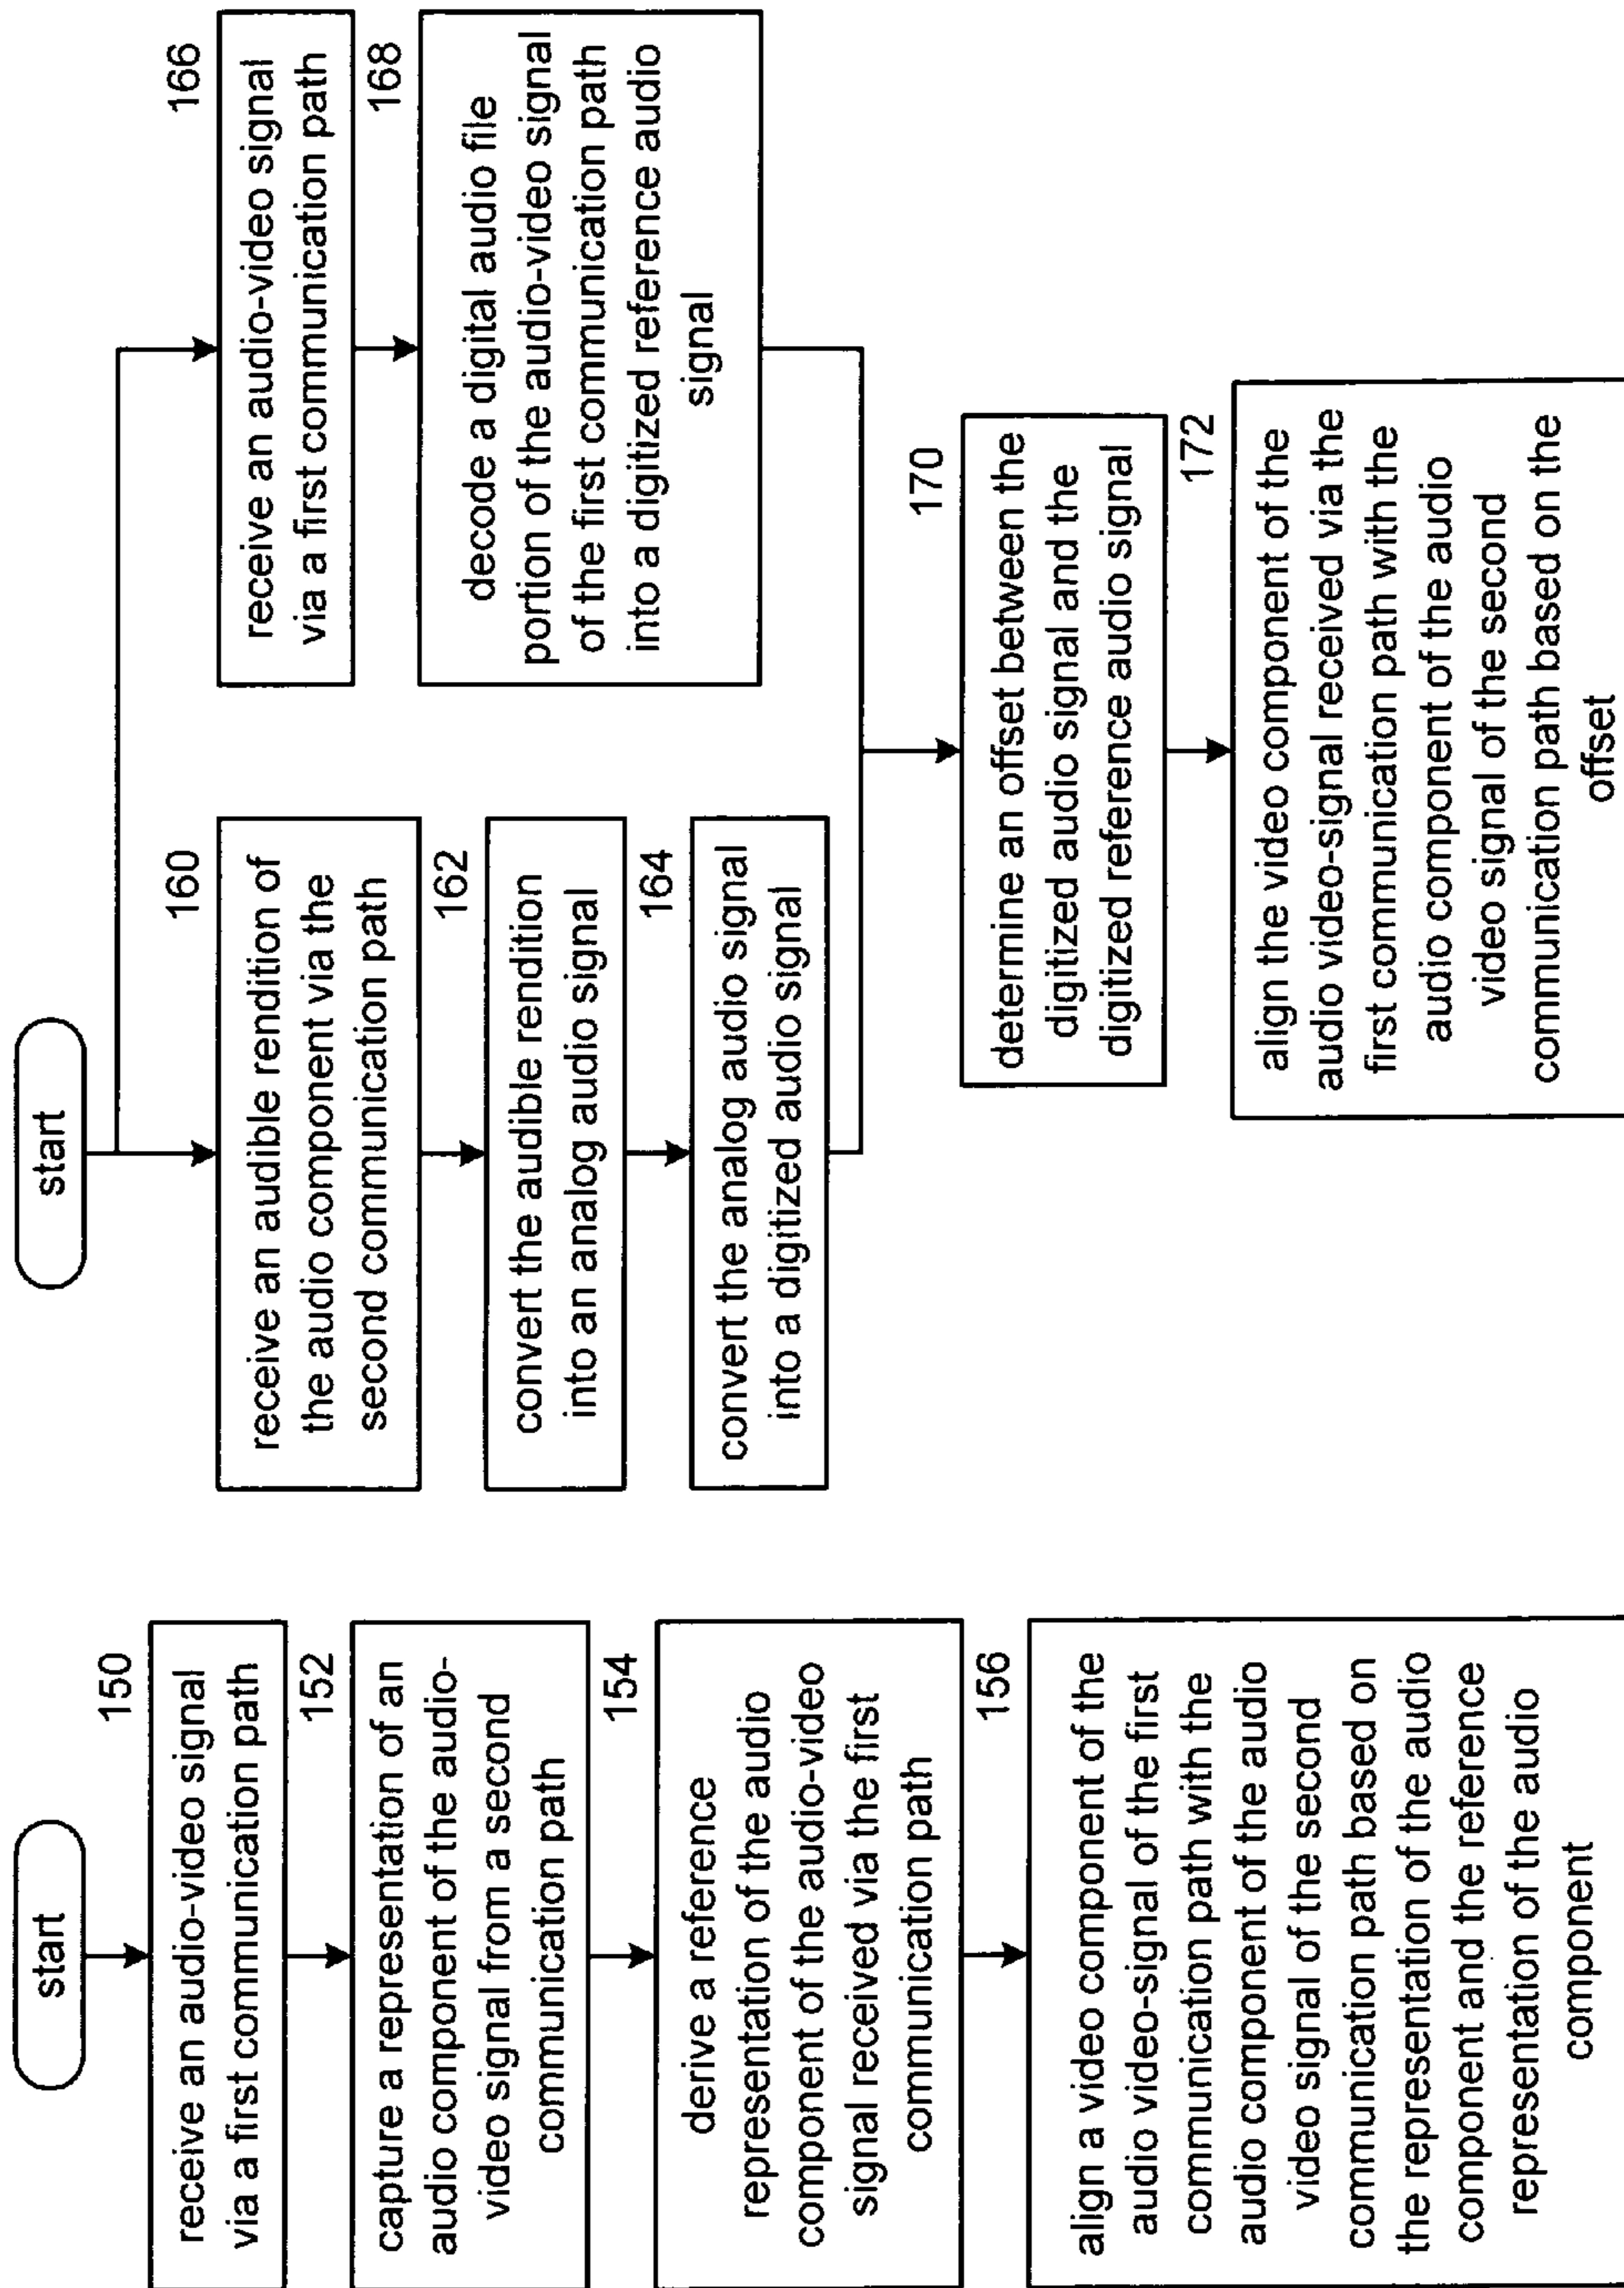 start
150
receive an audio-video signal
via a first communication path
152
capture a representation of an
audio component of the audio-
video signal from a second
communication path
154
derive a reference
representation of the audio
component of the audio-video
signal received via the first
communication path
156
align a video component of the
audio video-signal of the first
communication path with the
audio component of the audio
video signal of the second
communication path based on
the representation of the audio
component and the reference
representation of the audio
component
start
160
receive an audible rendition of
the audio component via the
second communication path
162
convert the audible rendition
into an analog audio signal
164
convert the analog audio signal
into a digitized audio signal
166
receive an audio-video signal
via a first communication path
168
decode a digital audio file
portion of the audio-video signal
of the first communication path
into a digitized reference audio
signal
170
determine an offset between the
digitized audio signal and the
digitized reference audio signal
172
align the video component of the
audio video-signal received via the
first communication path with the
audio component of the audio
video signal of the second
communication path based on the
offset